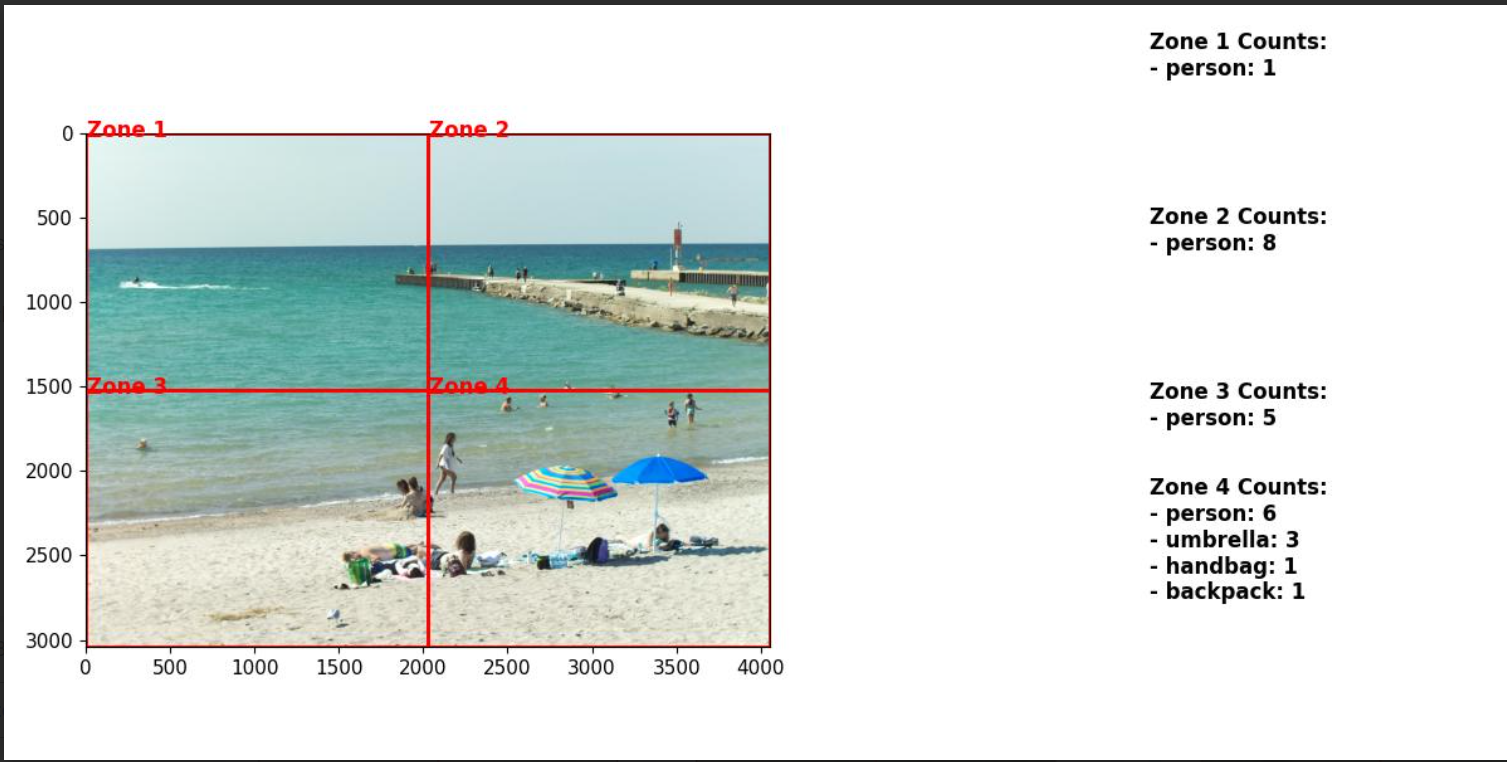 Zone 1 Counts:
- person: 1
Zone 1
Zone 2
0
500
1000
1500
2000
2500
3000
Zone 3
Zone 4
0
500
1000
1500
2000
2500
3000
3500
4000
Zone 2 Counts:
- person: 8
Zone 3 Counts:
- person: 5
Zone 4 Counts:
- person: 6
- umbrella: 3
- handbag: 1
- backpack: 1